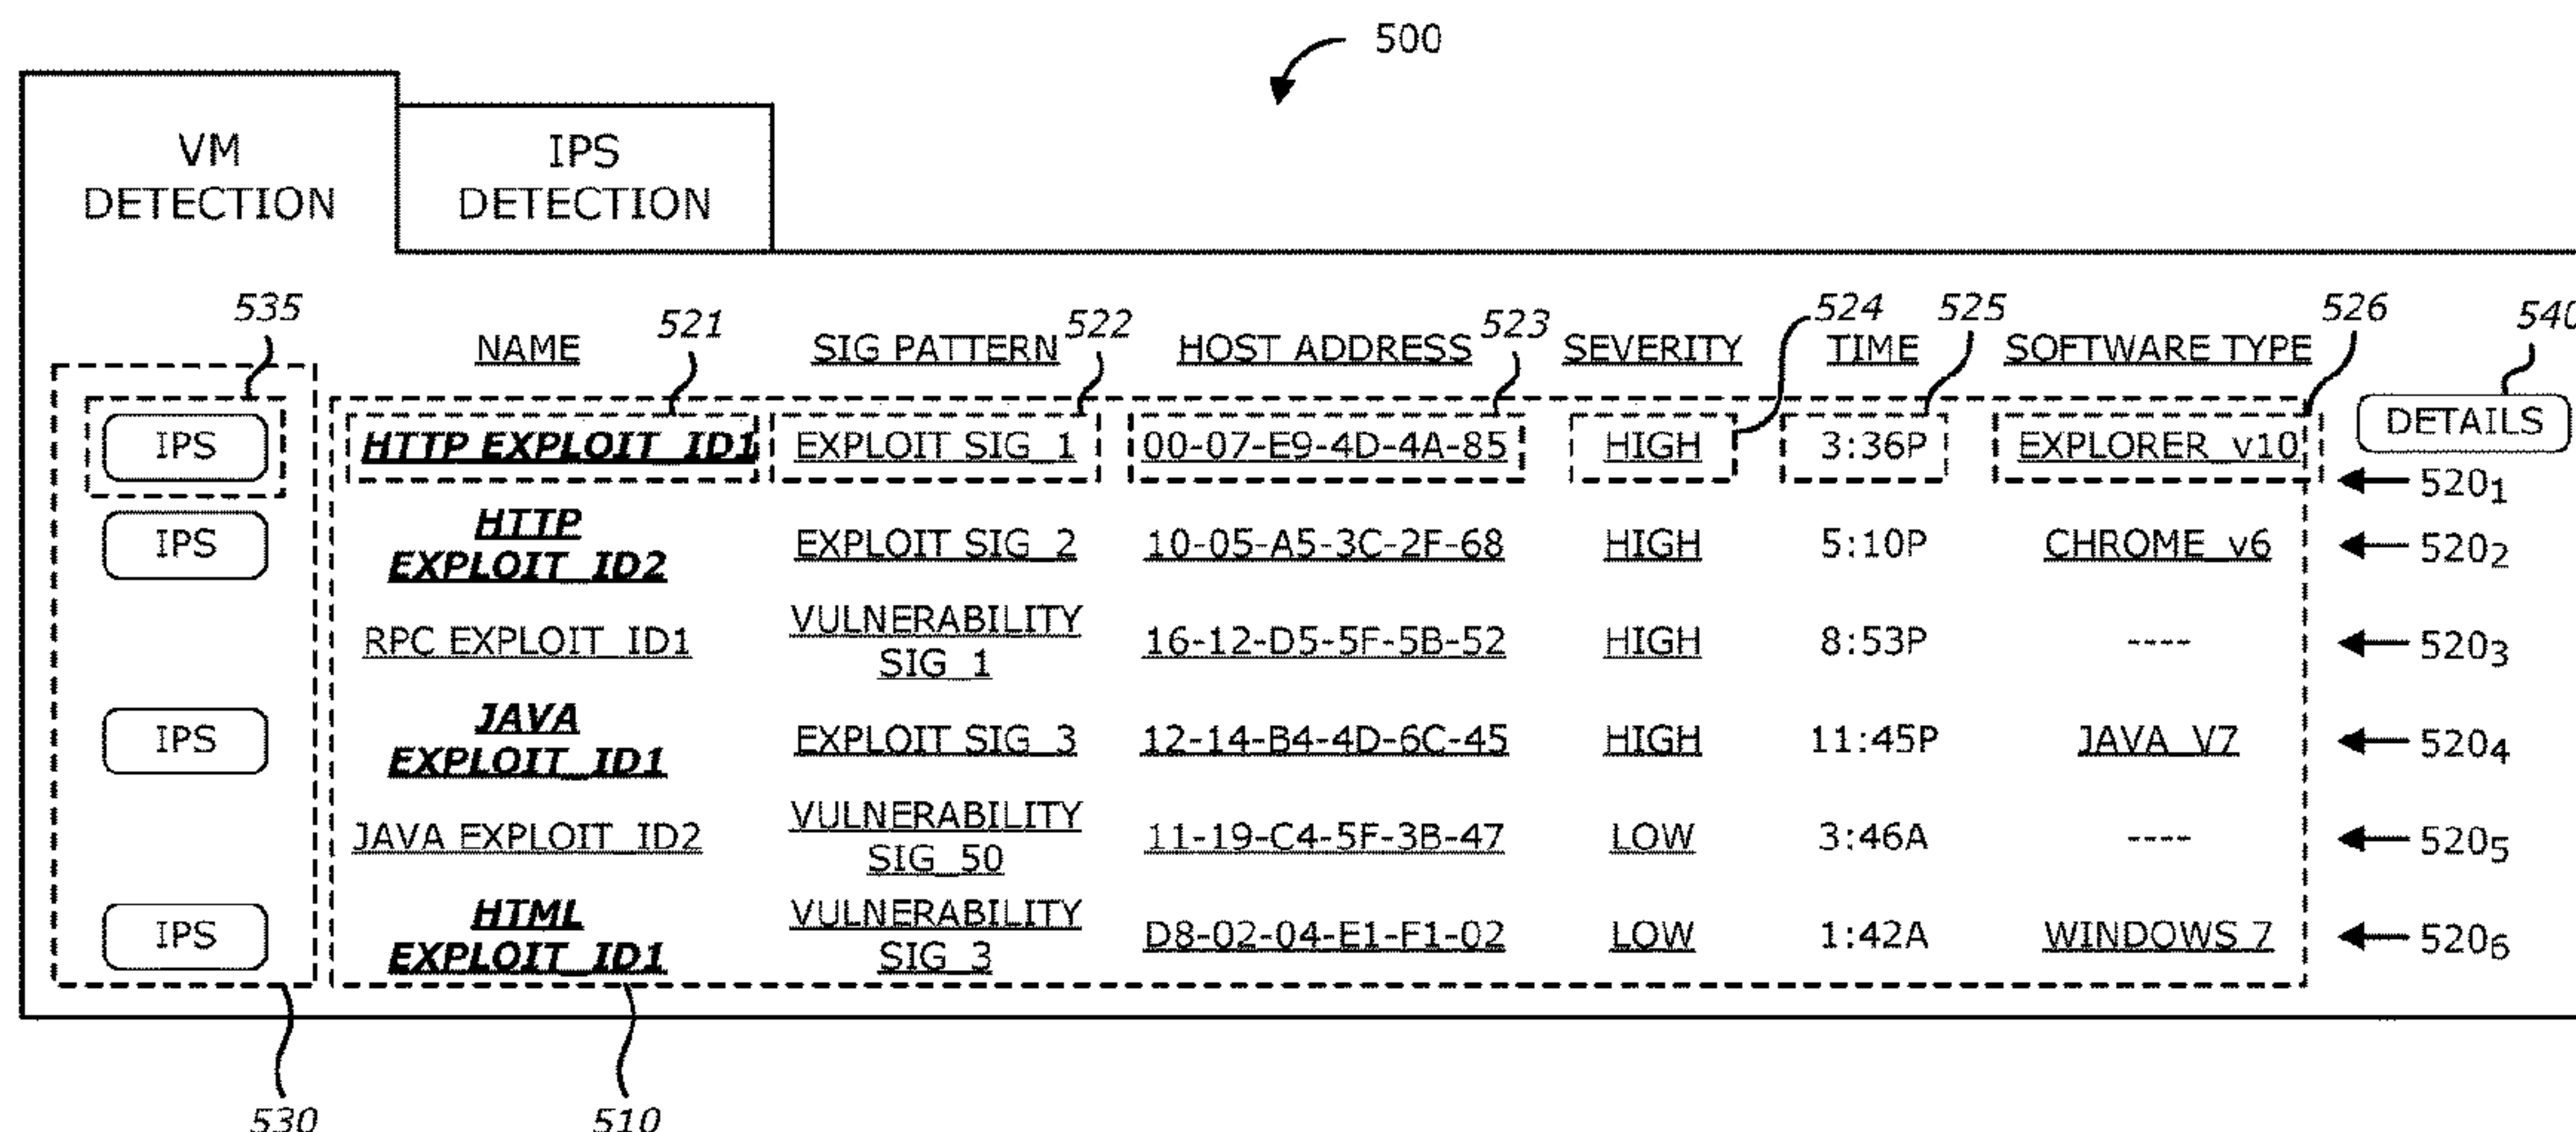 500
VM
DETECTION
IPS
DETECTION
535
NAME
521
SIG PATTERN
522
HOST ADDRESS
523
SEVERITY
524
TIME
525
SOFTWARE TYPE
526
540
IPS
HTTP EXPLOIT_ID1
EXPLOIT SIG_1
00-07-E9-4D-4A-85
HIGH
3:36P
EXPLORER_v10
DETAILS
520₁
IPS
HTTP
EXPLOIT_ID2
EXPLOIT SIG_2
10-05-A5-3C-2F-68
HIGH
5:10P
CHROME_v6
520₂
RPC EXPLOIT_ID1
VULNERABILITY
SIG_1
16-12-D5-5F-5B-52
HIGH
8:53P
----
520₃
IPS
JAVA
EXPLOIT_ID1
EXPLOIT SIG_3
12-14-B4-4D-6C-45
HIGH
11:45P
JAVA_V7
520₄
JAVA EXPLOIT_ID2
VULNERABILITY
SIG_50
11-19-C4-5F-3B-47
LOW
3:46A
----
520₅
IPS
HTML
EXPLOIT_ID1
VULNERABILITY
SIG_3
D8-02-04-E1-F1-02
LOW
1:42A
WINDOWS 7
520₆
530
510